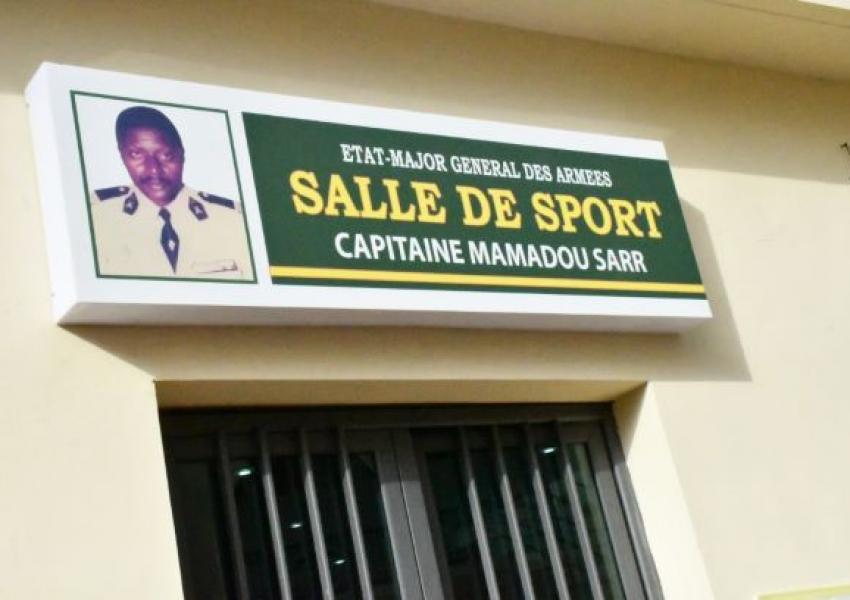 ETAT-MAJOR GENERAL DES ARMEES
SALLE DE SPORT
CAPITAINE MAMADOU SARR